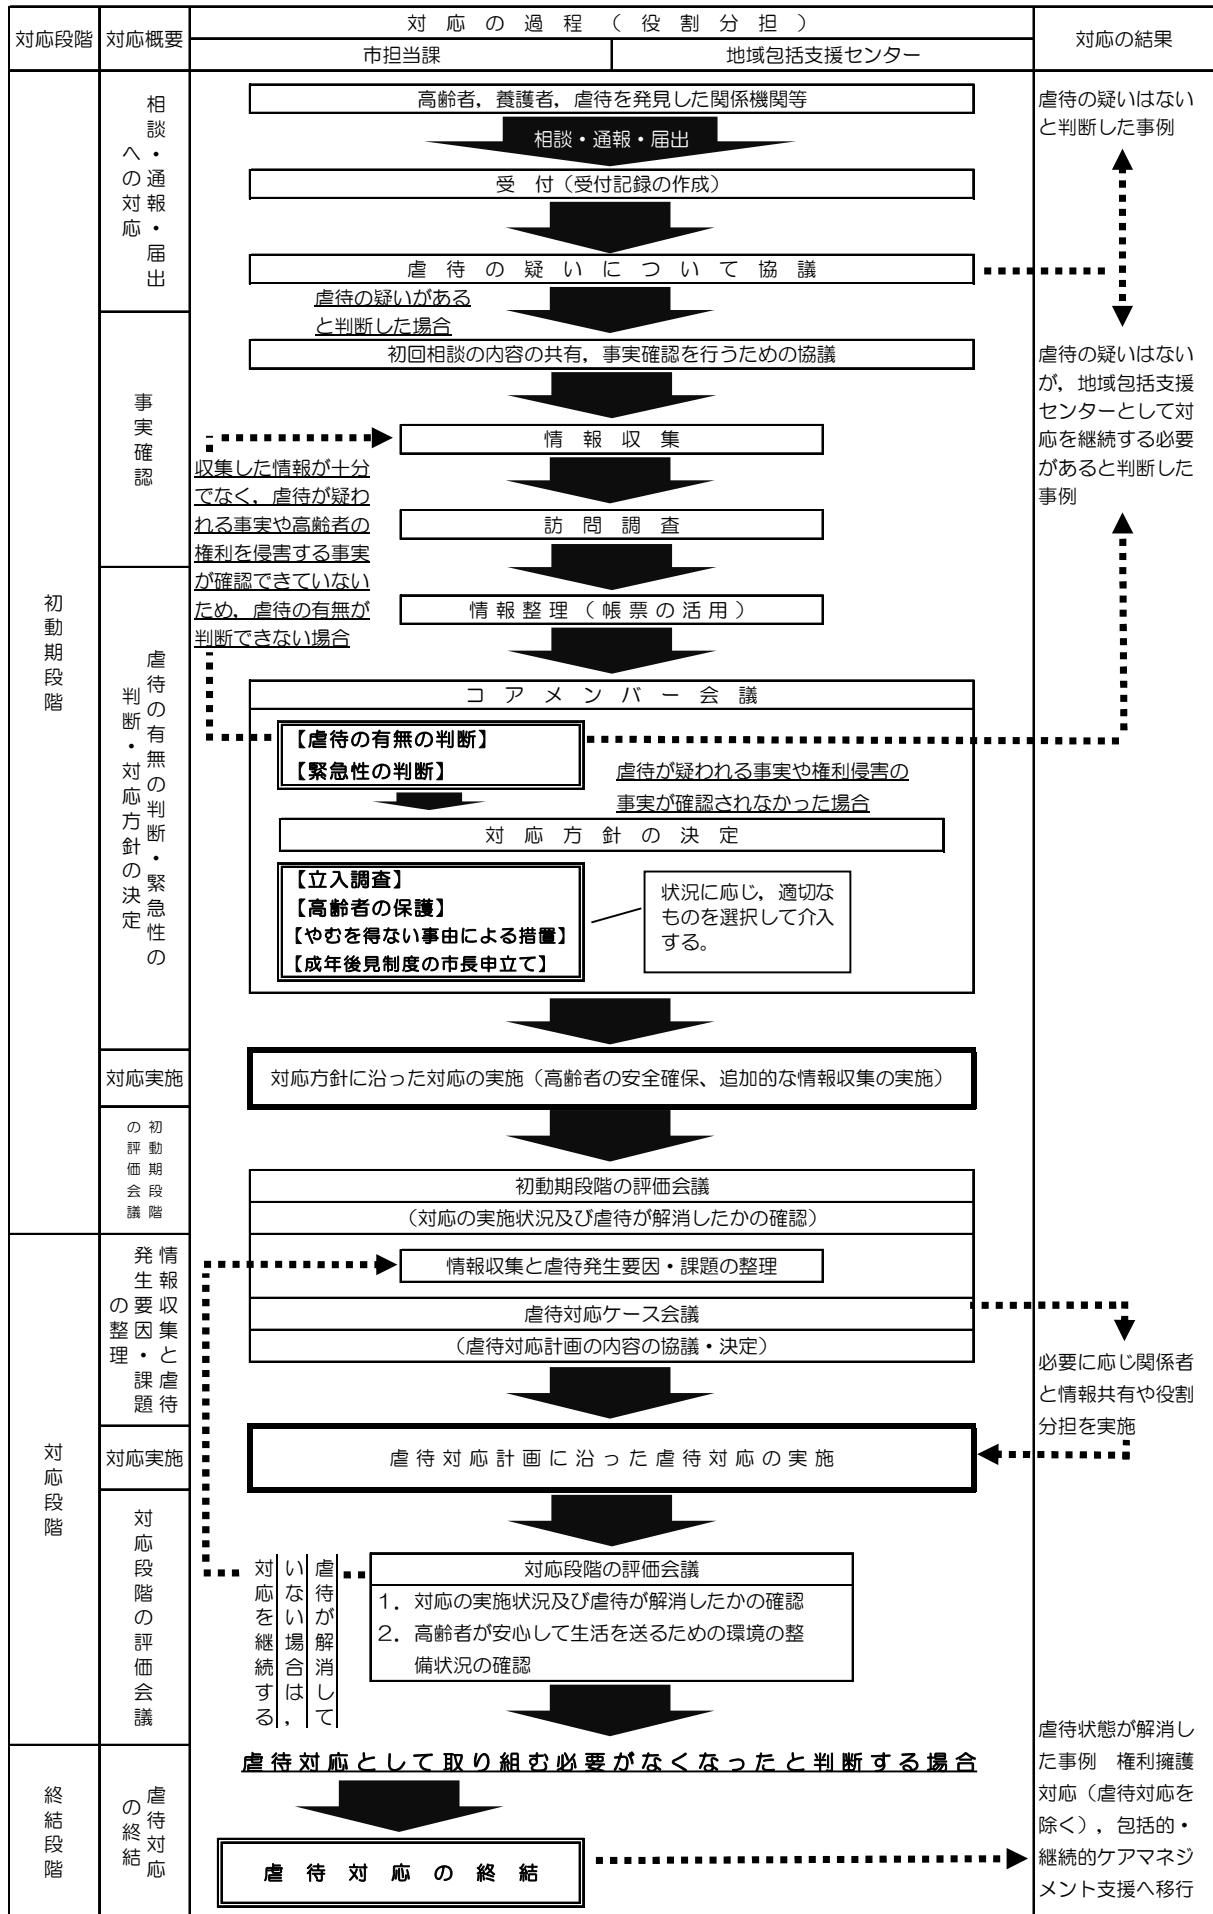 対応段階
対応概要
対応の過程（役割分担）
市担当課
地域包括支援センター
対応の結果
初動期段階
相談・通報・届出
への対応
高齢者，養護者，虐待を発見した関係機関等
相談・通報・届出
受　付（受付記録の作成）
虐待の疑いについて協議
虐待の疑いがある
と判断した場合
虐待の疑いはない
と判断した事例
事実確認
初回相談の内容の共有，事実確認を行うための協議
情報収集
訪問調査
収集した情報が十分
でなく，虐待が疑わ
れる事実や高齢者の
権利を侵害する事実
が確認できていない
ため，虐待の有無が
判断できない場合
虐待の疑いはない
が，地域包括支援
センターとして対
応を継続する必要
があると判断した
事例
虐待の有無の判断・緊急性の
判断・対応方針の決定
情報整理（帳票の活用）
コアメンバー会議
【虐待の有無の判断】
【緊急性の判断】
虐待が疑われる事実や権利侵害の
事実が確認されなかった場合
対応方針の決定
【立入調査】
【高齢者の保護】
【やむを得ない事由による措置】
【成年後見制度の市長申立て】
状況に応じ，適切な
ものを選択して介入
する。
対応実施
対応方針に沿った対応の実施（高齢者の安全確保、追加的な情報収集の実施）
初動期段階
の評価会議
初動期段階の評価会議
（対応の実施状況及び虐待が解消したかの確認）
対応段階
情報収集と虐待
発生要因・課題
の整理
情報収集と虐待発生要因・課題の整理
虐待対応ケース会議
（虐待対応計画の内容の協議・決定）
必要に応じ関係者
と情報共有や役割
分担を実施
対応実施
虐待対応計画に沿った虐待対応の実施
対応段階の評価会議
虐待が解消して
いない場合は，
対応を継続する
対応段階の評価会議
１．対応の実施状況及び虐待が解消したかの確認
２．高齢者が安心して生活を送るための環境の整
備状況の確認
虐待対応として取り組む必要がなくなったと判断する場合
終結段階
虐待対応
の終結
虐待対応の終結
虐待状態が解消し
た事例　権利擁護
対応（虐待対応を
除く），包括的・
継続的ケアマネジ
メント支援へ移行